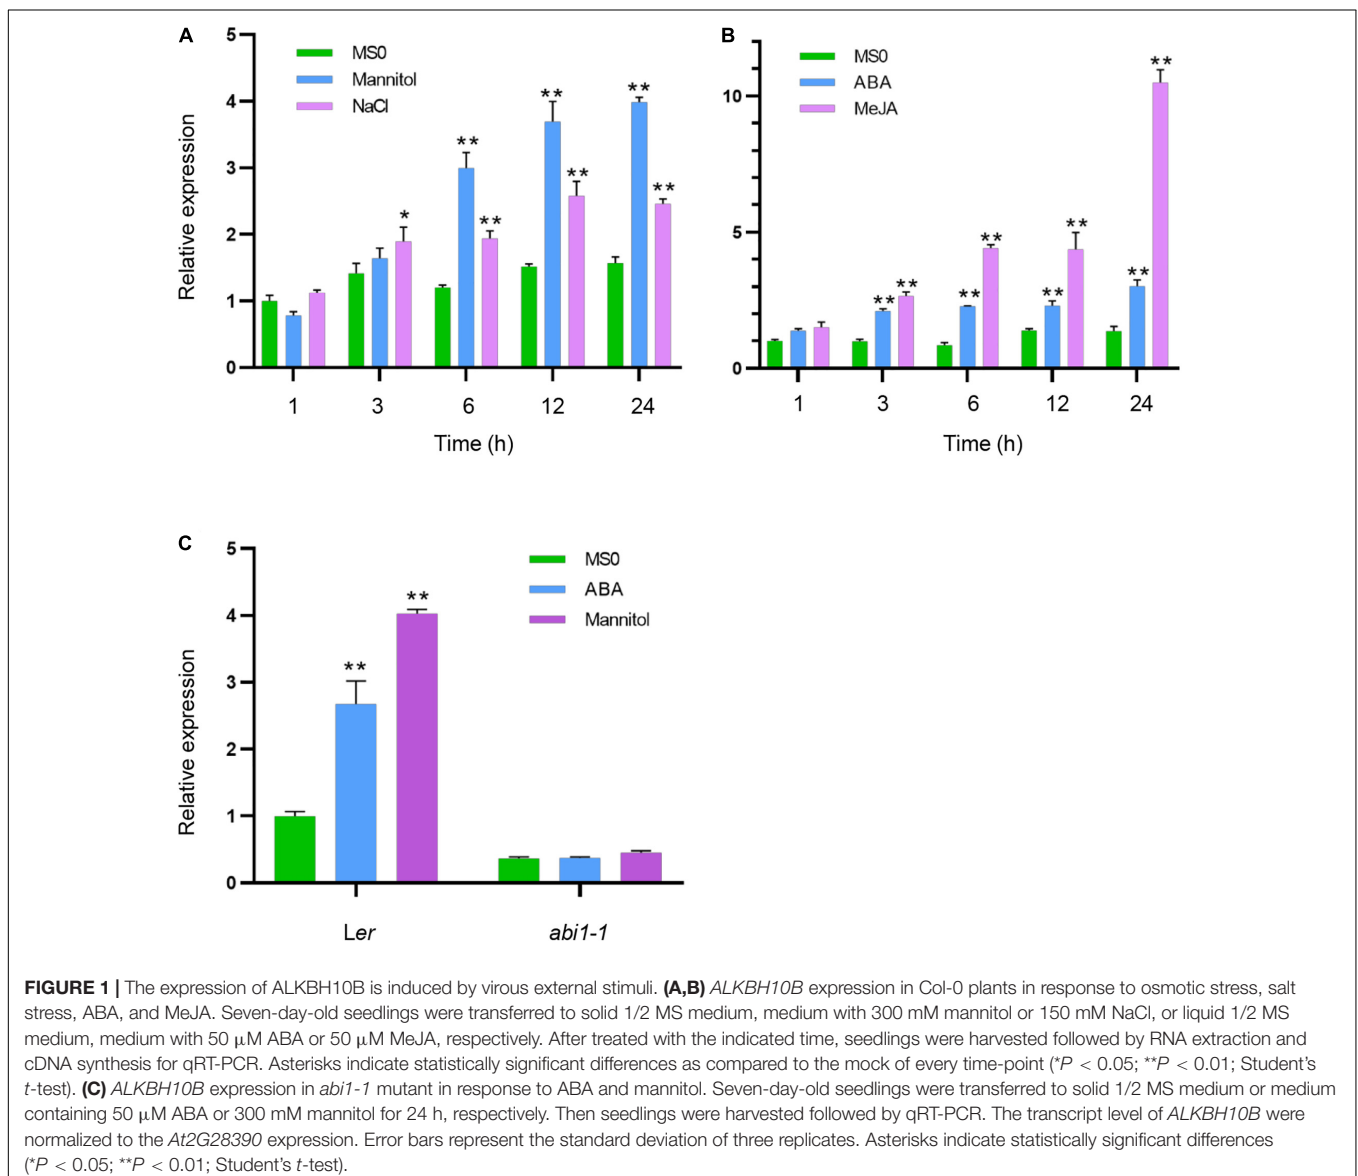 A
5
4
3
2
1
0
Relative expression
MS0
Mannitol
NaCl
*
**
**
**
**
**
**
1 3 6 12 24
Time (h)
B
10
5
0
MS0
ABA
MeJA
**
**
**
**
**
**
**
**
1 3 6 12 24
Time (h)
C
5
4
3
2
1
0
Relative expression
MS0
ABA
Mannitol
**
**
Ler abi1-1
FIGURE 1 | The expression of ALKBH10B is induced by virous external stimuli. (A,B) ALKBH10B expression in Col-0 plants in response to osmotic stress, salt
stress, ABA, and MeJA. Seven-day-old seedlings were transferred to solid 1/2 MS medium, medium with 300 mM mannitol or 150 mM NaCl, or liquid 1/2 MS
medium, medium with 50 μM ABA or 50 μM MeJA, respectively. After treated with the indicated time, seedlings were harvested followed by RNA extraction and
cDNA synthesis for qRT-PCR. Asterisks indicate statistically significant differences as compared to the mock of every time-point (*P < 0.05; **P < 0.01; Student's
t-test). (C) ALKBH10B expression in abi1-1 mutant in response to ABA and mannitol. Seven-day-old seedlings were transferred to solid 1/2 MS medium or medium
containing 50 μM ABA or 300 mM mannitol for 24 h, respectively. Then seedlings were harvested followed by qRT-PCR. The transcript level of ALKBH10B were
normalized to the At2G28390 expression. Error bars represent the standard deviation of three replicates. Asterisks indicate statistically significant differences
(*P < 0.05; **P < 0.01; Student's t-test).